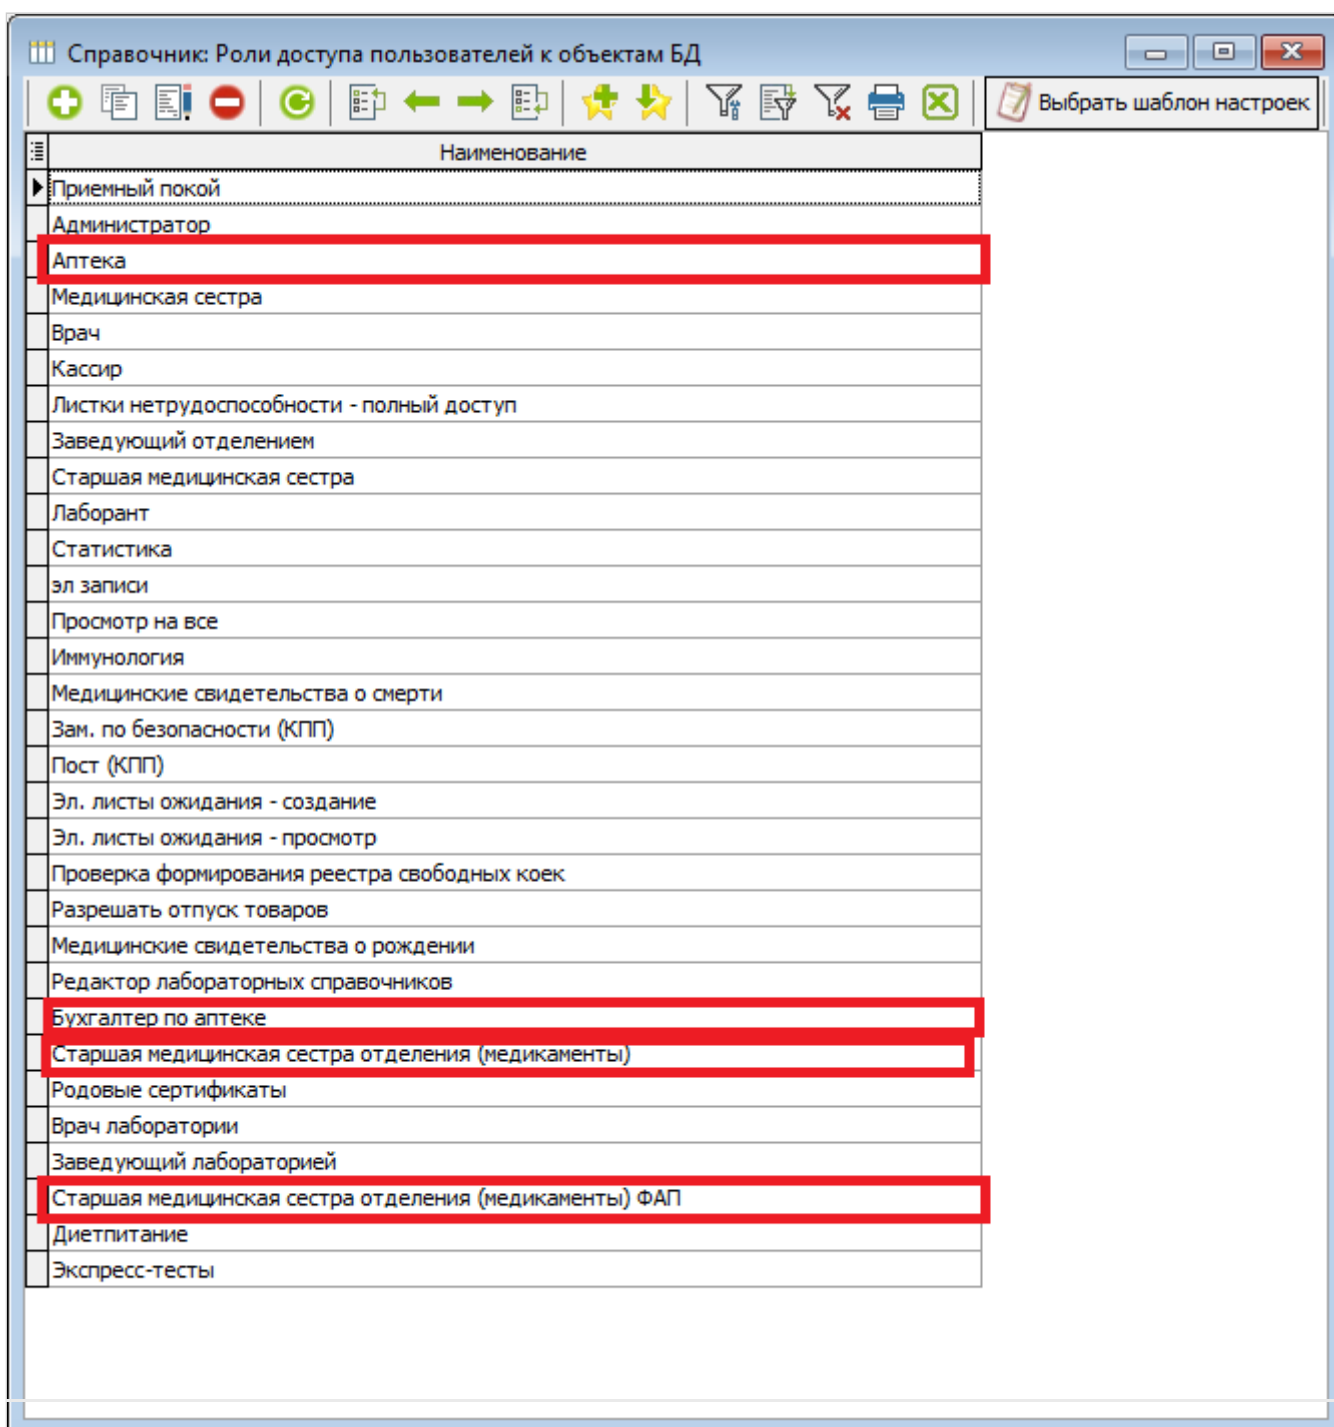 Справочник: Роли доступа пользователей к объектам БД
Выбрать шаблон настроек
Наименование
Приемный покой
Администратор
Аптека
Медицинская сестра
Врач
Кассир
Листки нетрудоспособности - полный доступ
Заведующий отделением
Старшая медицинская сестра
Лаборант
Статистика
эл записи
Просмотр на все
Иммунология
Медицинские свидетельства о смерти
Зам. по безопасности (КПП)
Пост (КПП)
Эл. листы ожидания - создание
Эл. листы ожидания - просмотр
Проверка формирования реестра свободных коек
Разрешать отпуск товаров
Медицинские свидетельства о рождении
Редактор лабораторных справочников
Бухгалтер по аптеке
Старшая медицинская сестра отделения (медикаменты)
Родовые сертификаты
Врач лаборатории
Заведующий лабораторией
Старшая медицинская сестра отделения (медикаменты) ФАП
Диетпитание
Экспресс-тесты